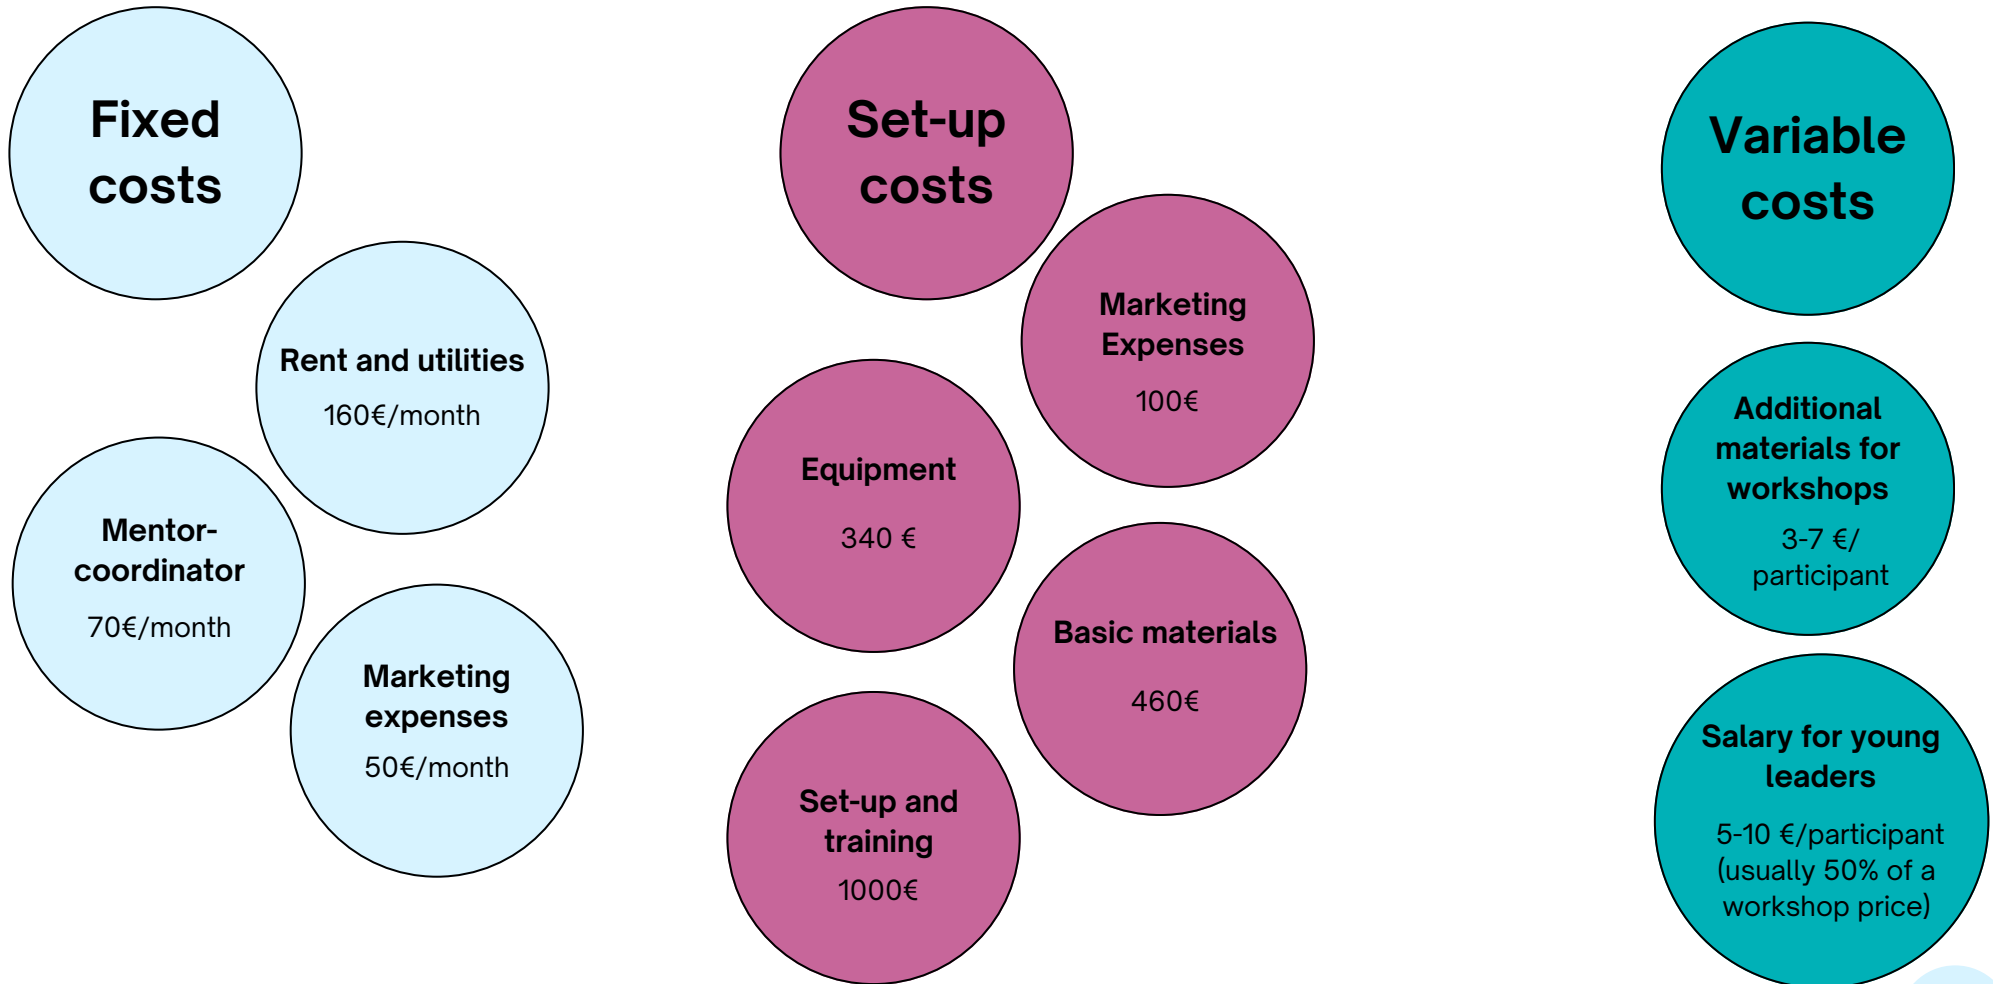 Fixed
costs
Rent and utilities
160€/month
Mentor-
coordinator
70€/month
Marketing
expenses
50€/month
Set-up
costs
Marketing
Expenses
100€
Equipment
340 €
Basic materials
460€
Set-up and
training
1000€
Variable
costs
Additional
materials for
workshops
3-7 €/
participant
Salary for young
leaders
5-10 €/participant
(usually 50% of a
workshop price)